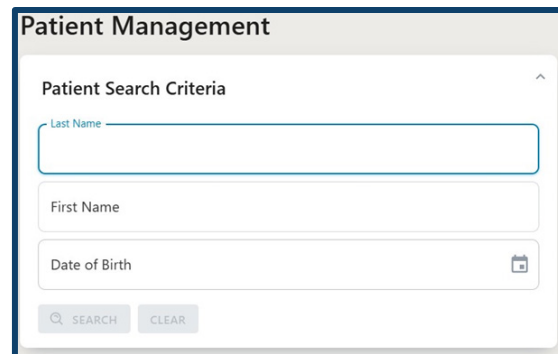 Patient Management
Patient Search Criteria
Last Name
First Name
Date of Birth
SEARCH CLEAR